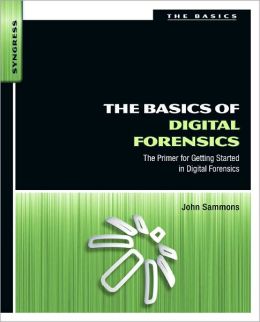 THE BASICS
SYNGRESS
THE BASICS OF
DIGITAL
FORENSICS
The Primer for Getting Started
in Digital Forensics
John Sammons